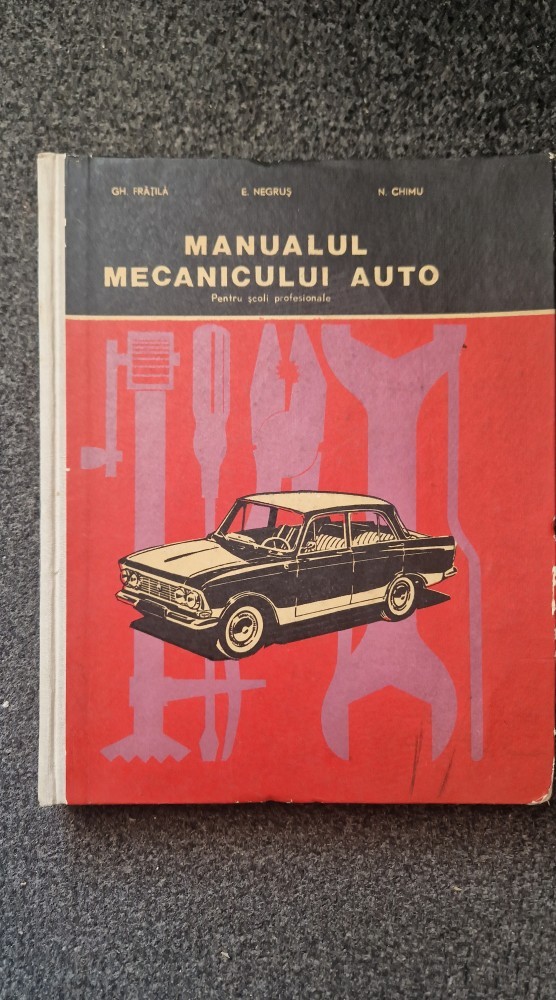 GH. FRĂȚILĂ E. NEGRUȘ N. CHIMU
MANUALUL
MECANICULUI AUTO
Pentru școli profesionale